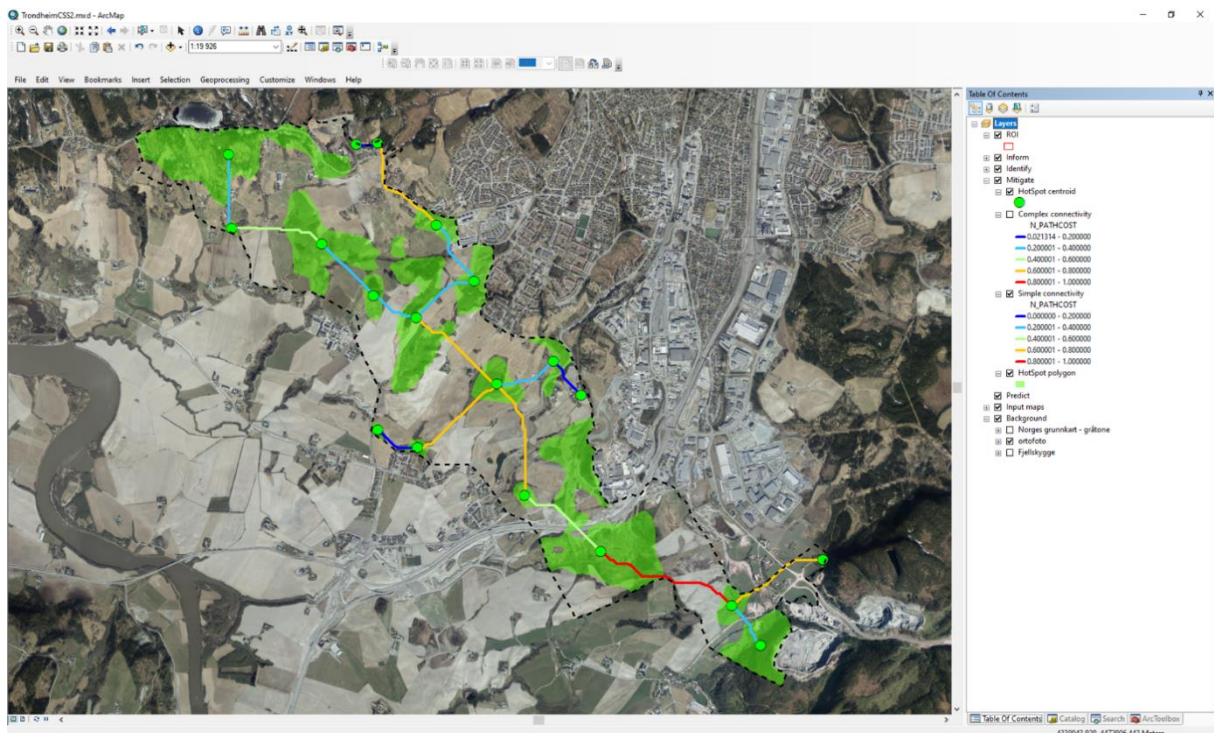 TrondheimCSS2.mxd - ArcMap
1:19 926
File Edit View Bookmarks Insert Selection Geoprocessing Customize Windows Help
Table Of Contents
Layers
ROI
Inform
Identify
Mitigate
HotSpot centroid
Complex connectivity
N_PATHCOST
0.021314 - 0.200000
0.200001 - 0.400000
0.400001 - 0.600000
0.600001 - 0.800000
0.800001 - 1.000000
Simple connectivity
N_PATHCOST
0.000000 - 0.200000
0.200001 - 0.400000
0.400001 - 0.600000
0.600001 - 0.800000
0.800001 - 1.000000
HotSpot polygon
Predict
Input maps
Background
Norges grunnkart - gråtone
ortofoto
Fjellskygge
Table Of Contents Catalog Search ArcToolbox